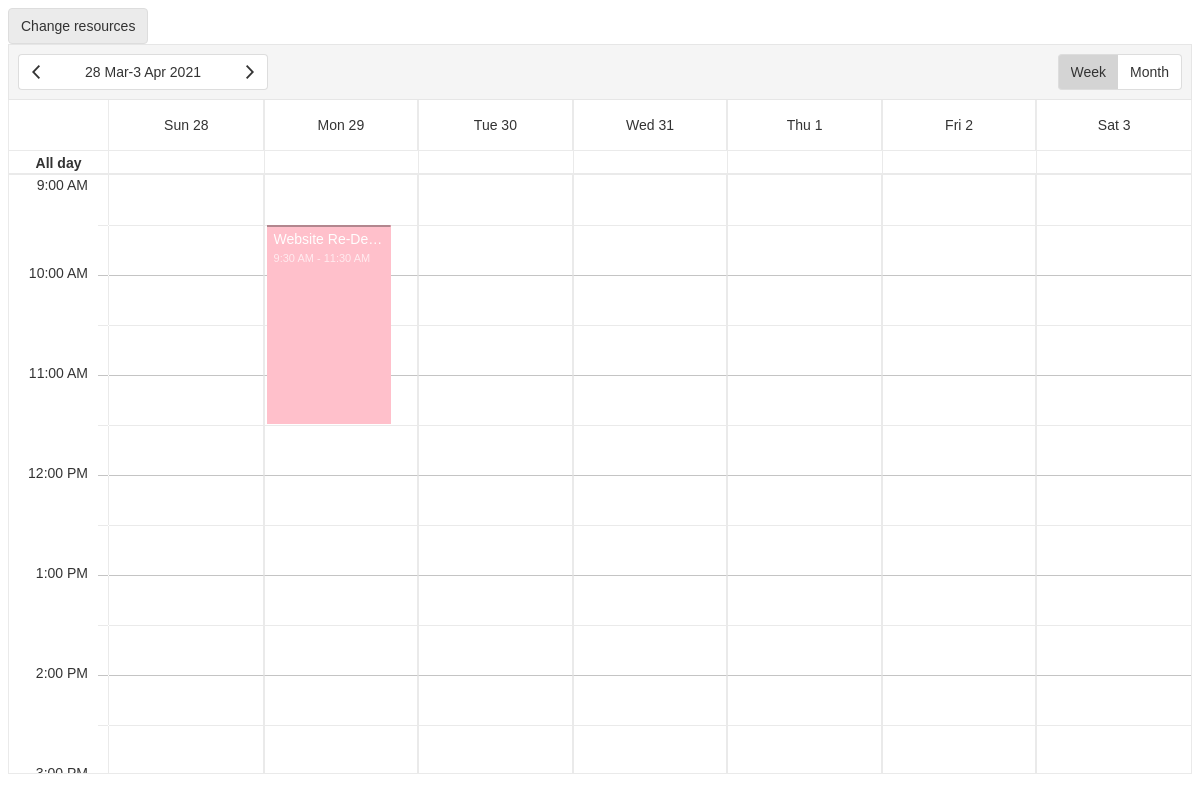 Change resources
28 Mar-3 Apr 2021
Week Month
Sun 28 Mon 29 Tue 30 Wed 31 Thu 1 Fri 2 Sat 3
All day
9:00 AM
Website Re-De…
9:30 AM - 11:30 AM
10:00 AM
11:00 AM
12:00 PM
1:00 PM
2:00 PM
3:00 PM